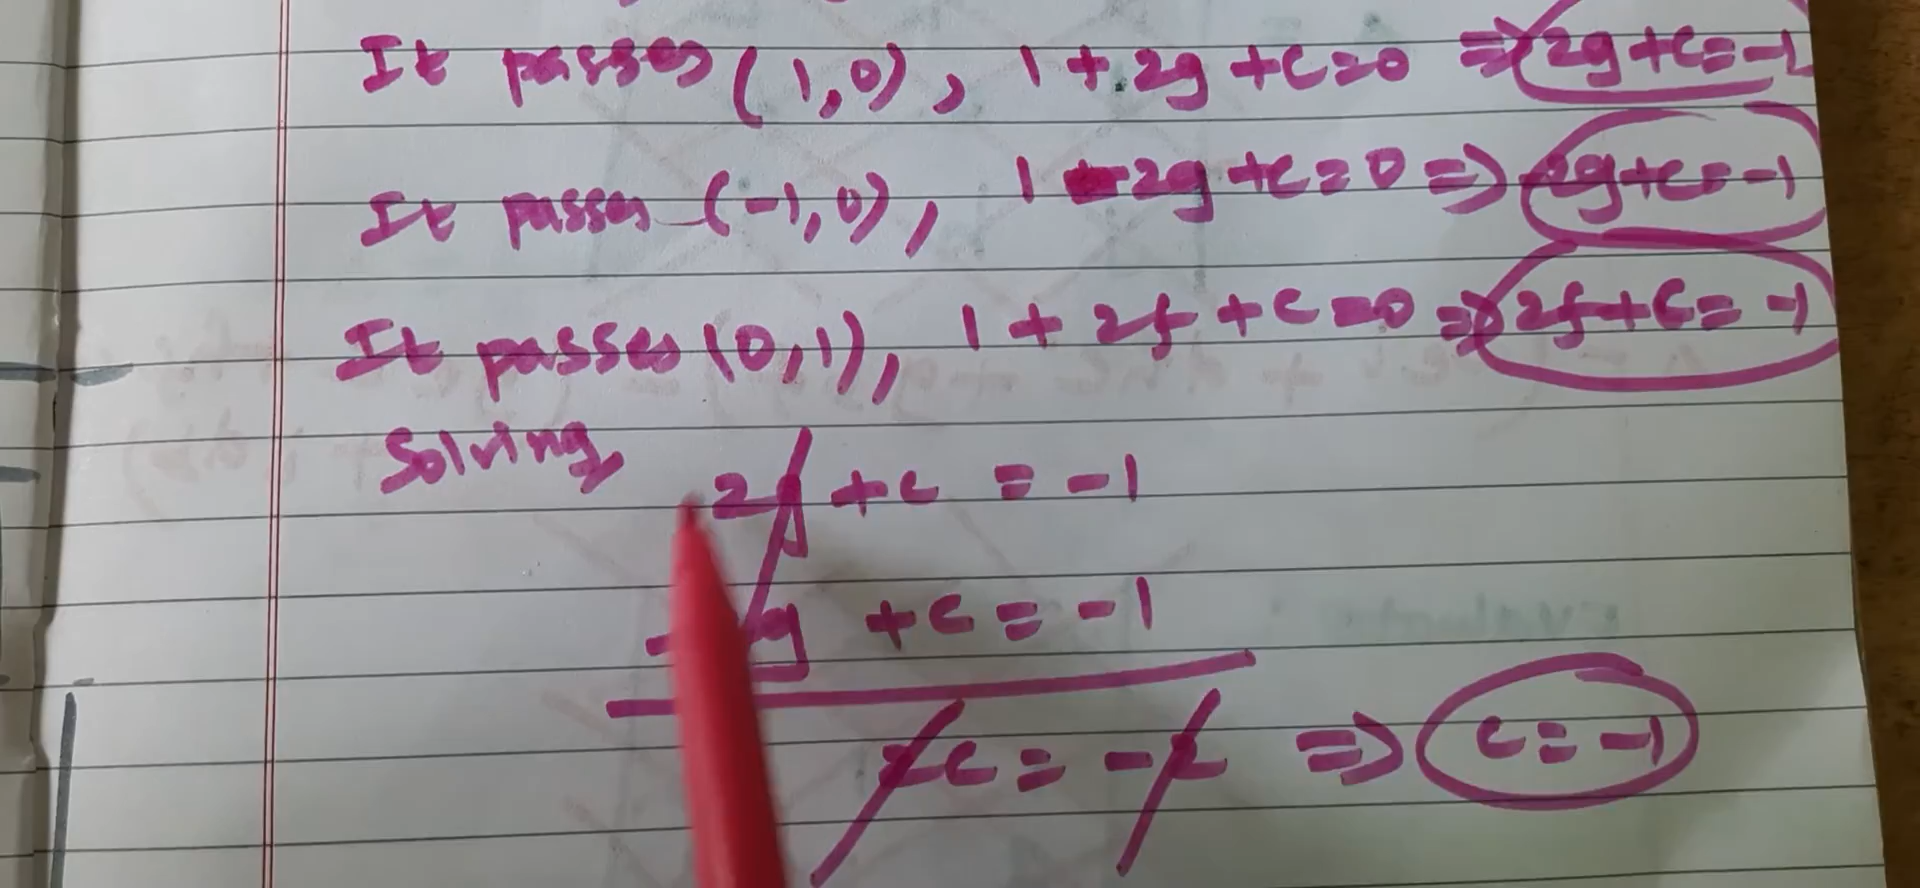 It passes (1,0), 1+2g+c=0 ⇒ 2g+c=-1
It passes (-1,0), 1-2g+c=0 ⇒ -2g+c=-1
It passes (0,1), 1+2f+c=0 ⇒ 2f+c=-1
Solving 2g+c = -1
-2g +c = -1
2c = -2 ⇒ c=-1